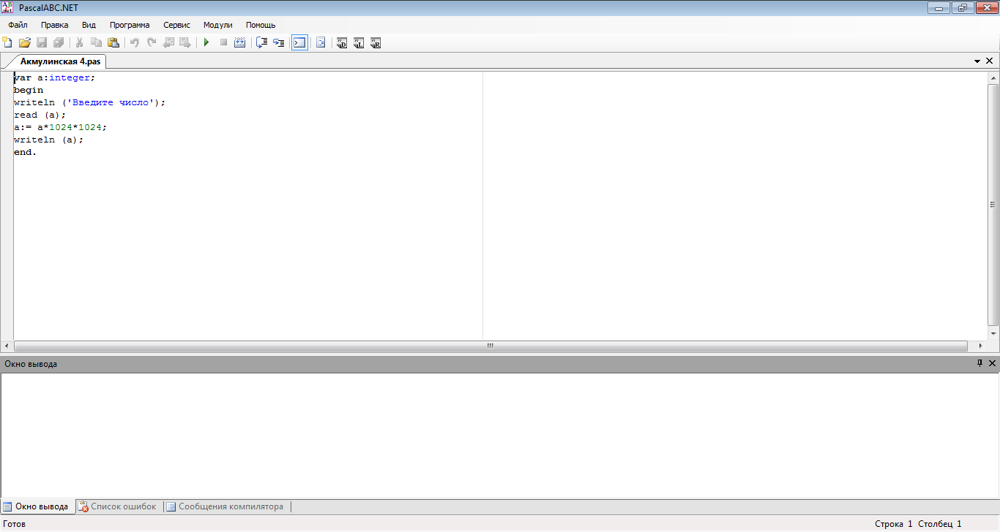 PascalABC.NET
Файл Правка Вид Программа Сервис Модули Помощь
Акмулинская 4.pas
var a:integer;
begin
writeln ('Введите число');
read (a);
a:= a*1024*1024;
writeln (a);
end.
Окно вывода
Окно вывода Список ошибок Сообщения компилятора
Готов Строка 1 Столбец 1